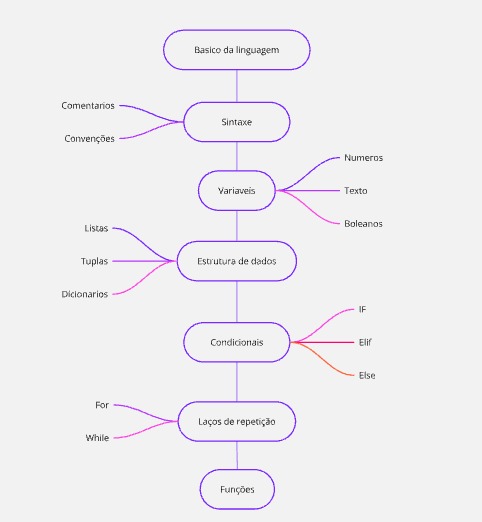 Basico da linguagem
Comentarios
Sintaxe
Convenções
Numeros
Variaveis
Texto
Boleanos
Listas
Tuplas
Estrutura de dados
Dicionarios
IF
Condicionais
Elif
Else
For
Laços de repetição
While
Funções